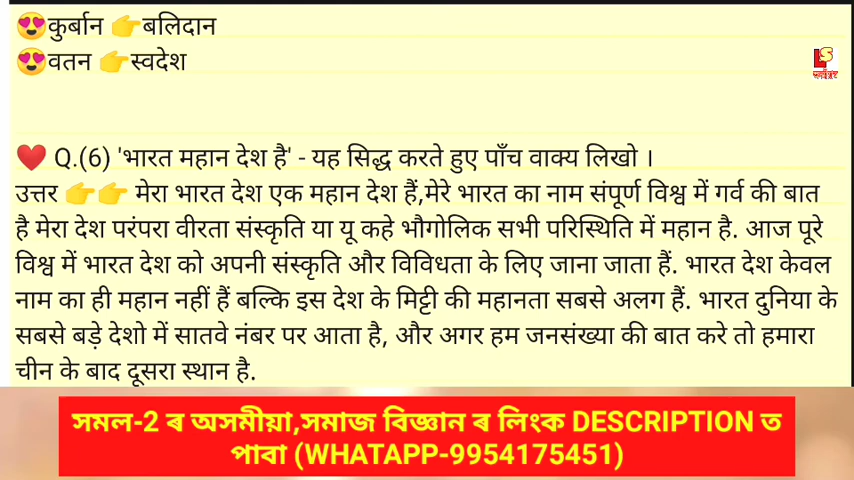 😍कुर्बान 👉बलिदान
😍वतन 👉स्वदेश
LS
❤️ Q.(6) 'भारत महान देश है' - यह सिद्ध करते हुए पाँच वाक्य लिखो ।
उत्तर 👉👉 मेरा भारत देश एक महान देश हैं,मेरे भारत का नाम संपूर्ण विश्व में गर्व की बात
है मेरा देश परंपरा वीरता संस्कृति या यू कहे भौगोलिक सभी परिस्थिति में महान है. आज पूरे
विश्व में भारत देश को अपनी संस्कृति और विविधता के लिए जाना जाता हैं. भारत देश केवल
नाम का ही महान नहीं हैं बल्कि इस देश के मिट्टी की महानता सबसे अलग हैं. भारत दुनिया के
सबसे बड़े देशो में सातवे नंबर पर आता है, और अगर हम जनसंख्या की बात करे तो हमारा
चीन के बाद दूसरा स्थान है.
সমল-2 ৰ অসমীয়া,সমাজ বিজ্ঞান ৰ লিংক DESCRIPTION ত
পাবা (WHATAPP-9954175451)